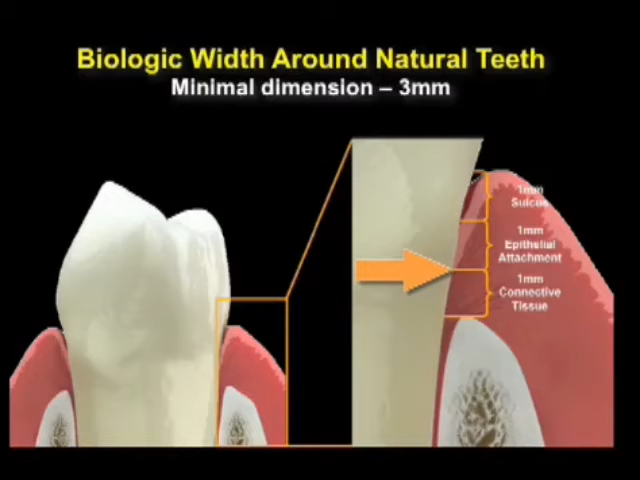 Biologic Width Around Natural Teeth
Minimal dimension – 3mm
1mm
Sulcus
1mm
Epithelial
Attachment
1mm
Connective
Tissue